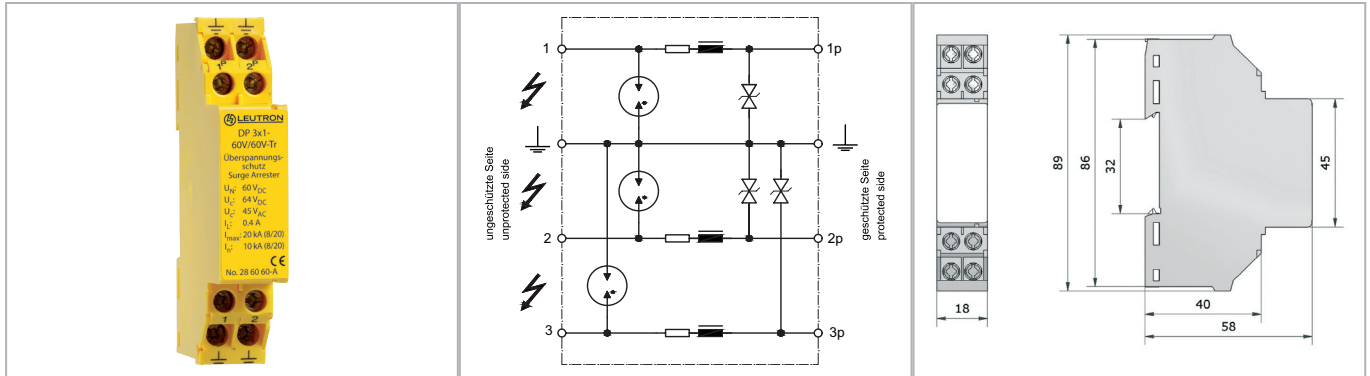 1P 2P
LEUTRON
DP 3x1-
60V/60V-Tr
Überspannungs-
schutz
Surge Arrester
UN: 60 VDC
Uc: 64 VDC
Uc: 45 VAC
IL: 0.4 A
Imax: 20 kA (8/20)
In: 10 kA (8/20)
CE
No. 28 60 60-A
1 2
1
1p
ungeschützte Seite
unprotected side
geschützte Seite
protected side
2
2p
3
3p
89
86
32
45
18
40
58